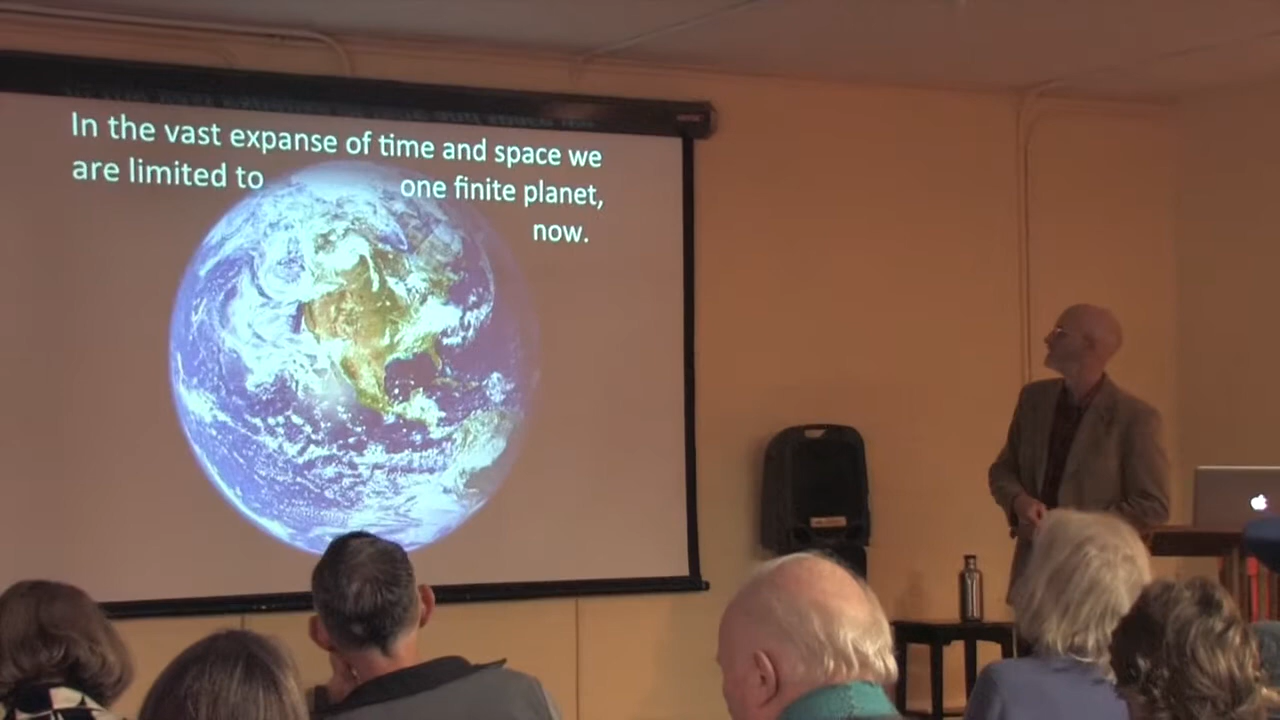 In the vast expanse of time and space we
are limited to one finite planet,
now.